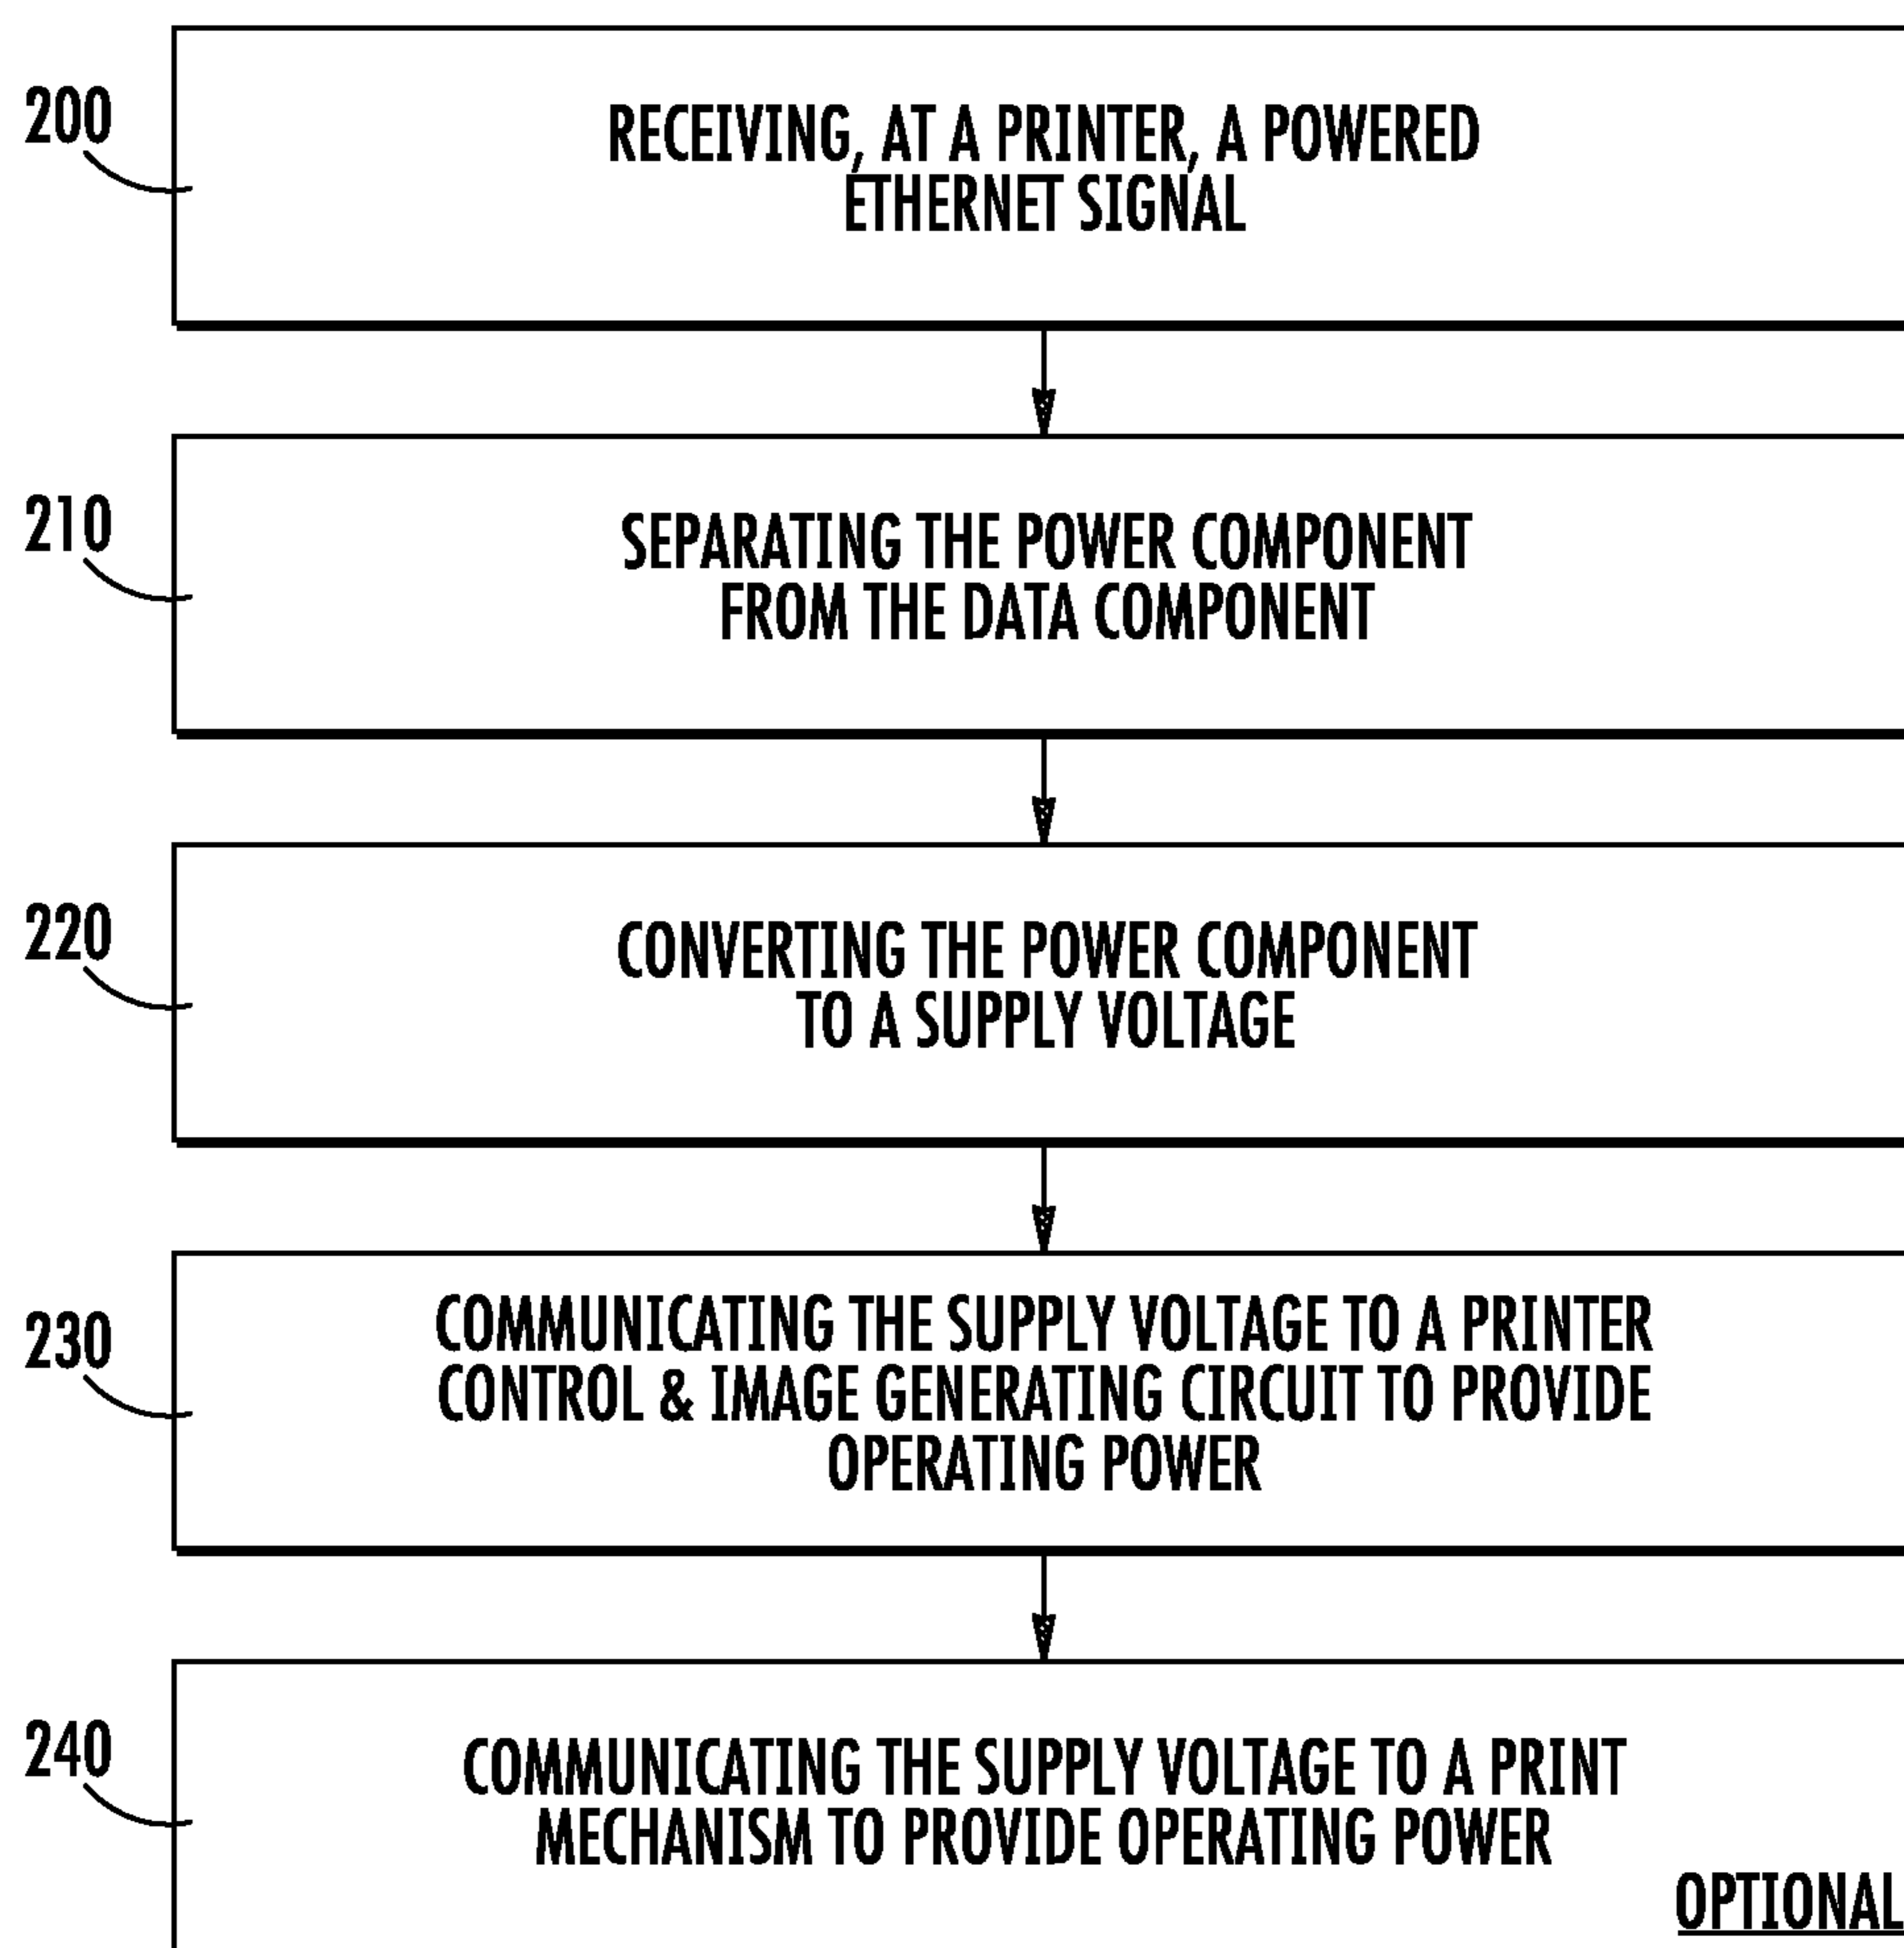 200
RECEIVING, AT A PRINTER, A POWERED
ETHERNET SIGNAL
210
SEPARATING THE POWER COMPONENT
FROM THE DATA COMPONENT
220
CONVERTING THE POWER COMPONENT
TO A SUPPLY VOLTAGE
230
COMMUNICATING THE SUPPLY VOLTAGE TO A PRINTER
CONTROL & IMAGE GENERATING CIRCUIT TO PROVIDE
OPERATING POWER
240
COMMUNICATING THE SUPPLY VOLTAGE TO A PRINT
MECHANISM TO PROVIDE OPERATING POWER
OPTIONAL